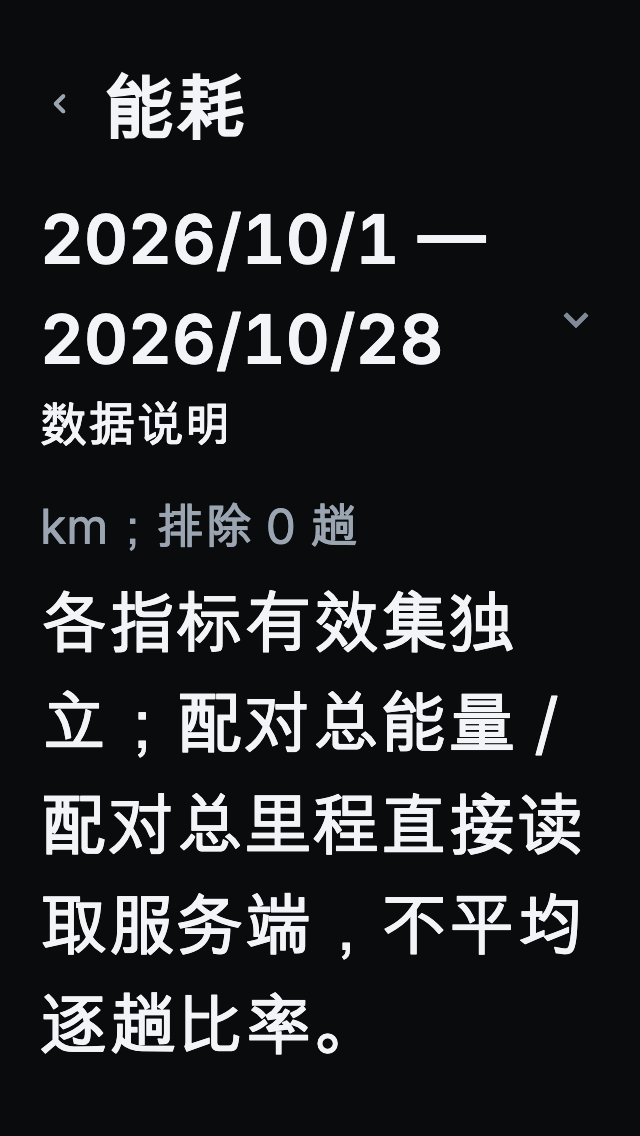 能耗
2026/10/1 —
2026/10/28
数据说明
km；排除 0 趟
各指标有效集独
立；配对总能量 /
配对总里程直接读
取服务端，不平均
逐趟比率。